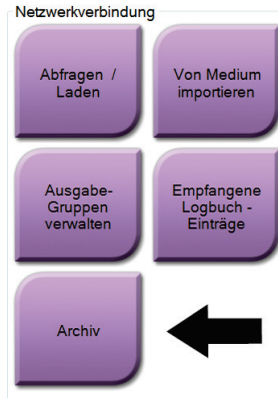 Netzwerkverbindung
Abfragen /
Laden
Von Medium
importieren
Ausgabe-
Gruppen
verwalten
Empfangene
Logbuch -
Einträge
Archiv